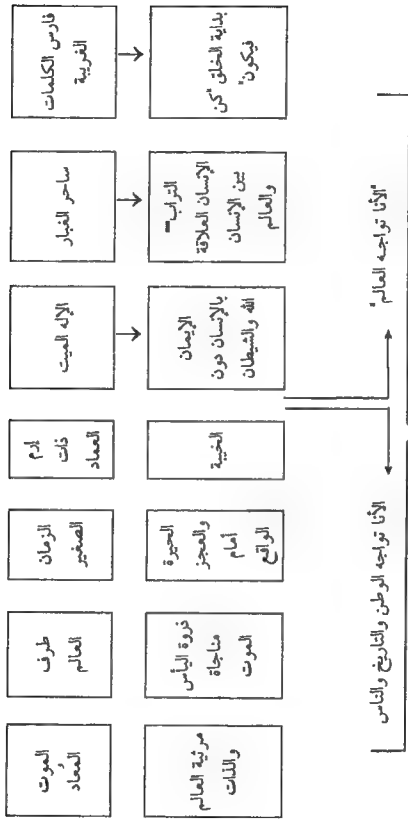 فارس الكلمات
الغريبة
ساحر الغبار
الإله الميت
إرم
ذات
العماد
الزمان
الصغير
طرف
العالم
الموت
المعاد
بداية الخلق "كن
فيكون"
التراب=
الإنسان العلاقة
بين الإنسان
والعالم
الإيمان
بالإنسان دون
الله والشيطان
الخيبة
الحيرة
والعجز
أمام
الواقع
ذروة اليأس
مناجاة
الموت
مرثية العالم
والذات
"الأنا تواجه العالم"
الأنا تواجه الوطن والتاريخ والناس